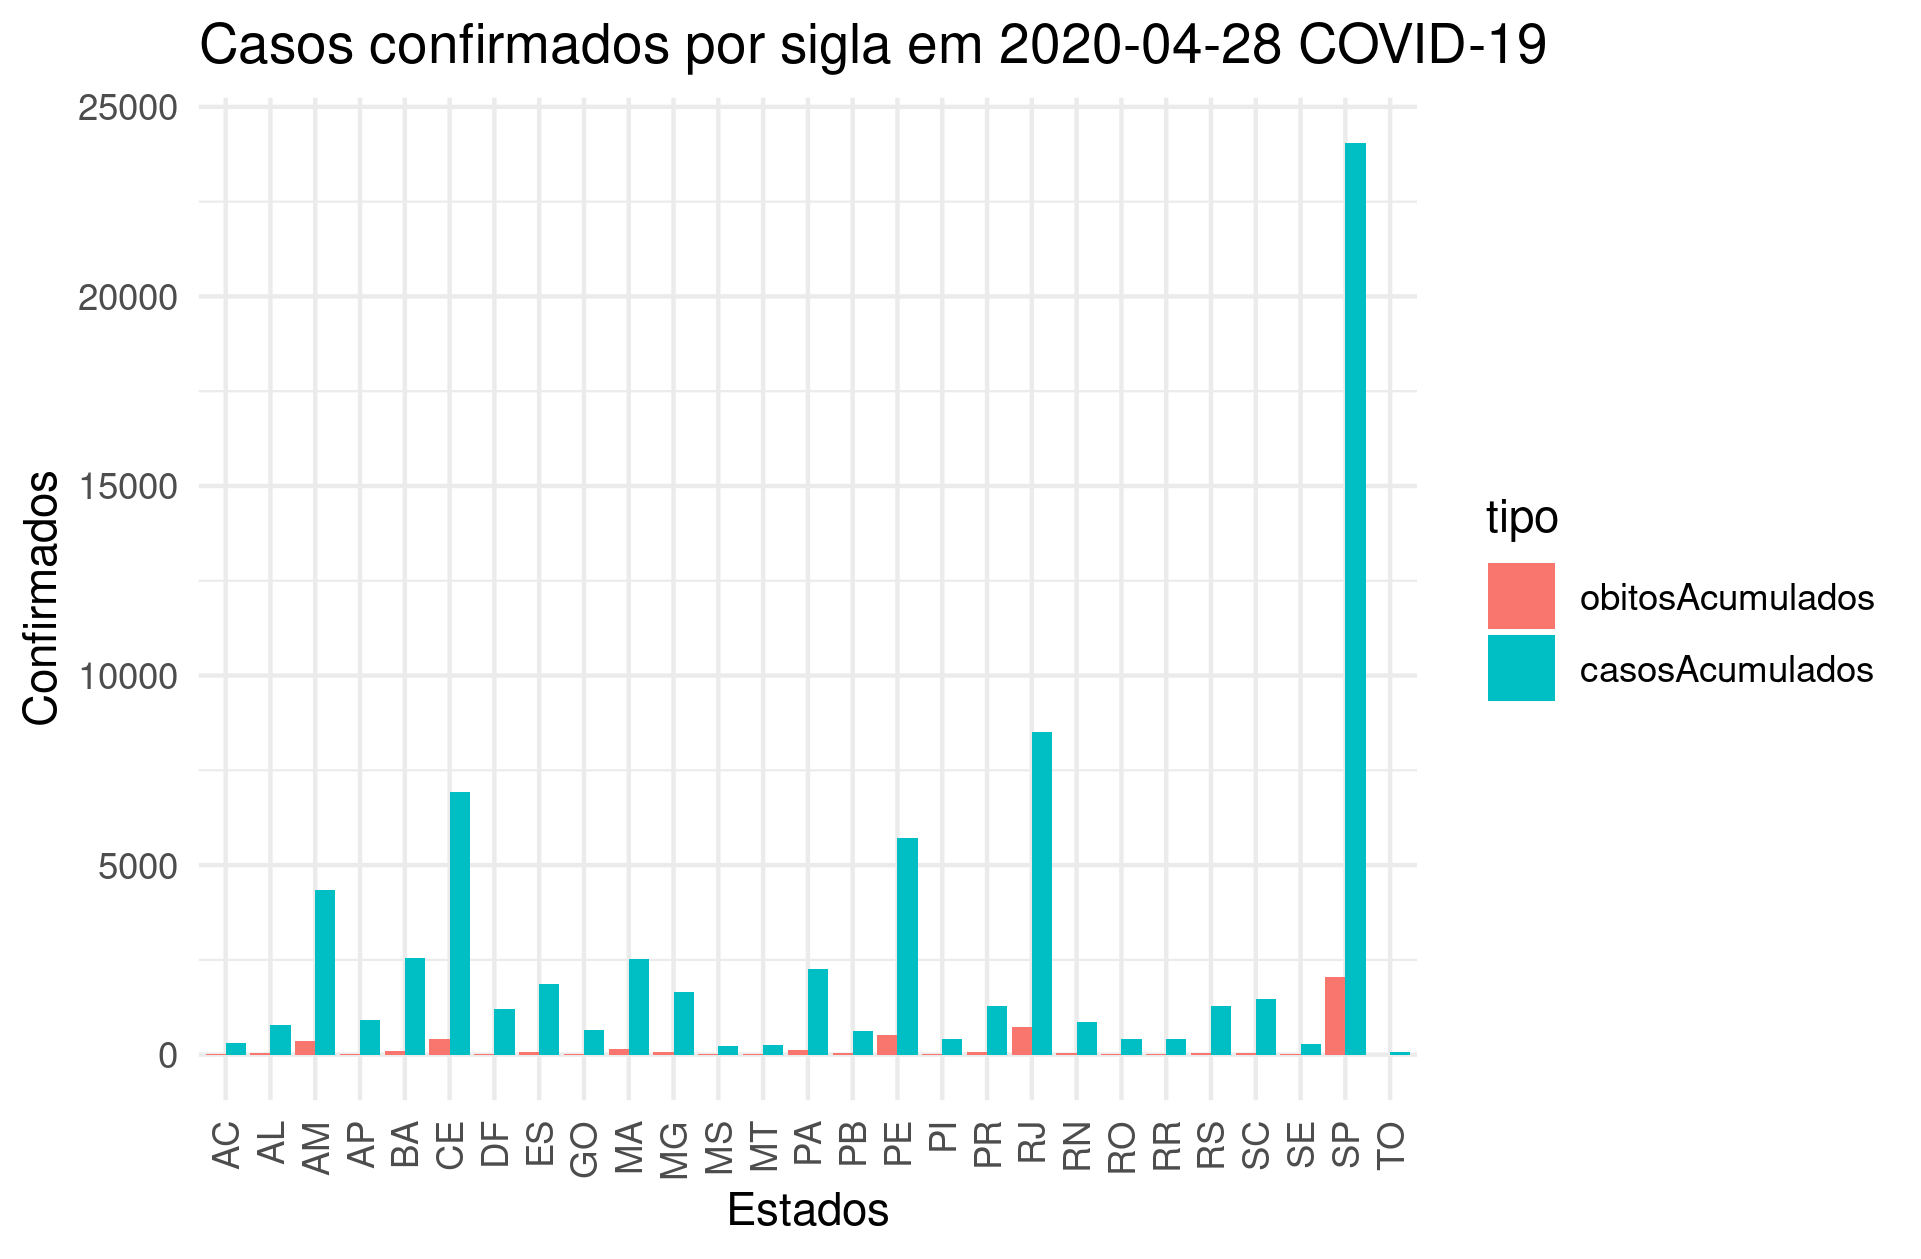 Casos confirmados por sigla em 2020-04-28 COVID-19
Confirmados
25000
20000
15000
10000
5000
0
AC AL AM AP BA CE DF ES GO MA MG MS MT PA PB PE PI PR RJ RN RO RR RS SC SE SP TO
Estados
tipo
obitosAcumulados
casosAcumulados